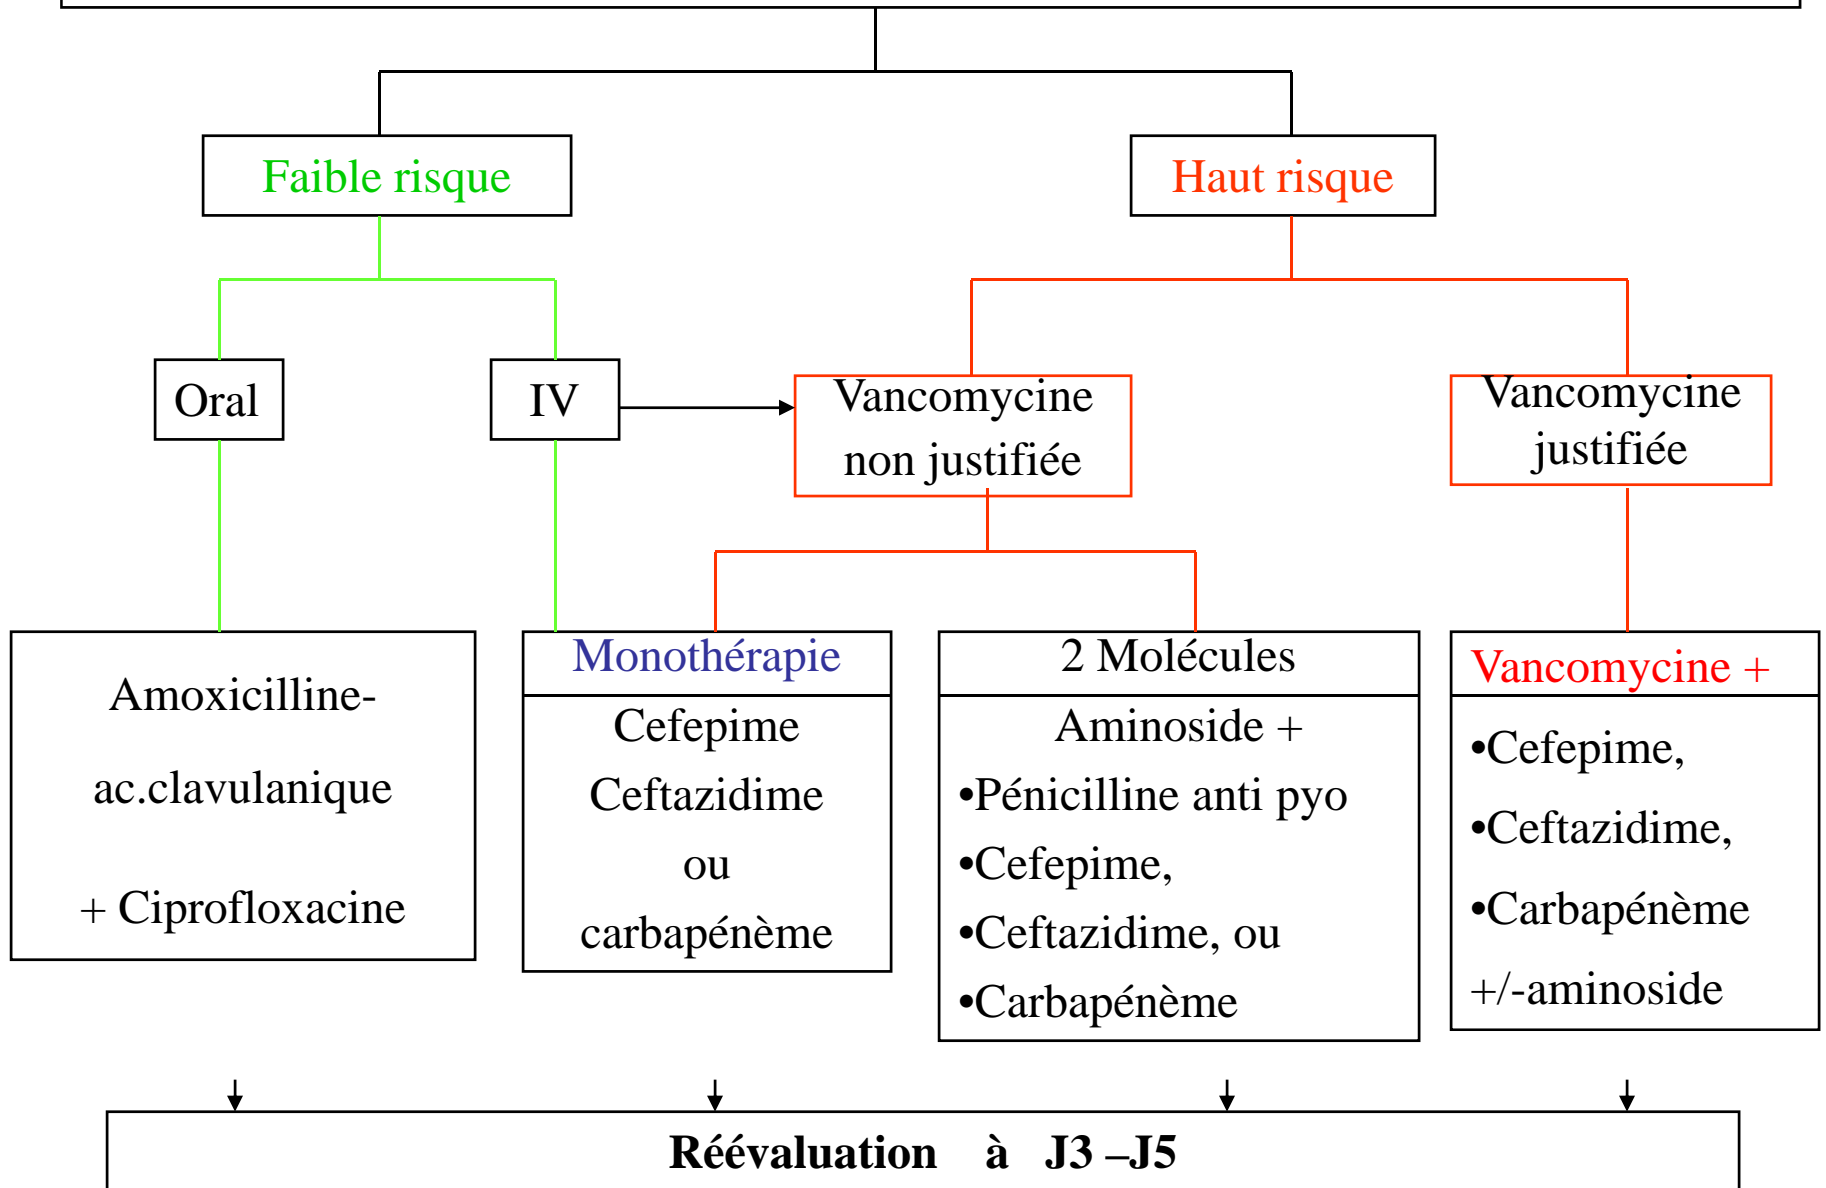 Faible risque
Haut risque
Oral
IV
Vancomycine
non justifiée
Vancomycine
justifiée
Amoxicilline-
ac.clavulanique
+ Ciprofloxacine
Monothérapie
Cefepime
Ceftazidime
ou
carbapénème
2 Molécules
Aminoside +
•Pénicilline anti pyo
•Cefepime,
•Ceftazidime, ou
•Carbapénème
Vancomycine +
•Cefepime,
•Ceftazidime,
•Carbapénème
+/-aminoside
Réévaluation à J3 –J5